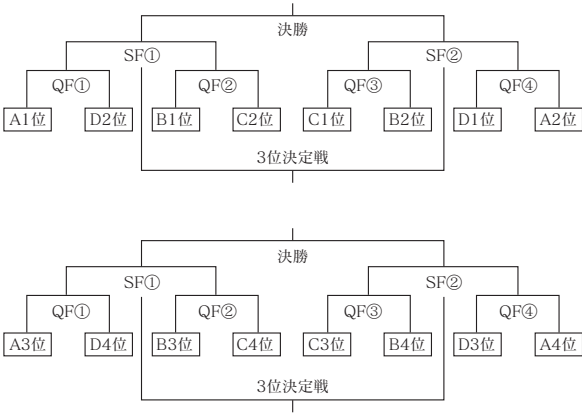 決勝
SF① SF②
QF① QF② QF③ QF④
A1位 D2位 B1位 C2位 C1位 B2位 D1位 A2位
3位決定戦
決勝
SF① SF②
QF① QF② QF③ QF④
A3位 D4位 B3位 C4位 C3位 B4位 D3位 A4位
3位決定戦